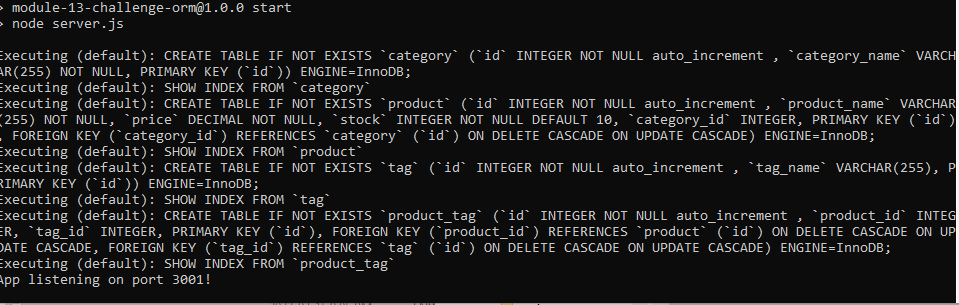 > module-13-challenge-orm@1.0.0 start
> node server.js
Executing (default): CREATE TABLE IF NOT EXISTS `category` (`id` INTEGER NOT NULL auto_increment , `category_name` VARCH
AR(255) NOT NULL, PRIMARY KEY (`id`)) ENGINE=InnoDB;
Executing (default): SHOW INDEX FROM `category`
Executing (default): CREATE TABLE IF NOT EXISTS `product` (`id` INTEGER NOT NULL auto_increment , `product_name` VARCHAR
(255) NOT NULL, `price` DECIMAL NOT NULL, `stock` INTEGER NOT NULL DEFAULT 10, `category_id` INTEGER, PRIMARY KEY (`id`)
, FOREIGN KEY (`category_id`) REFERENCES `category` (`id`) ON DELETE CASCADE ON UPDATE CASCADE) ENGINE=InnoDB;
Executing (default): SHOW INDEX FROM `product`
Executing (default): CREATE TABLE IF NOT EXISTS `tag` (`id` INTEGER NOT NULL auto_increment , `tag_name` VARCHAR(255), P
RIMARY KEY (`id`)) ENGINE=InnoDB;
Executing (default): SHOW INDEX FROM `tag`
Executing (default): CREATE TABLE IF NOT EXISTS `product_tag` (`id` INTEGER NOT NULL auto_increment , `product_id` INTEG
ER, `tag_id` INTEGER, PRIMARY KEY (`id`), FOREIGN KEY (`product_id`) REFERENCES `product` (`id`) ON DELETE CASCADE ON UP
DATE CASCADE, FOREIGN KEY (`tag_id`) REFERENCES `tag` (`id`) ON DELETE CASCADE ON UPDATE CASCADE) ENGINE=InnoDB;
Executing (default): SHOW INDEX FROM `product_tag`
App listening on port 3001!